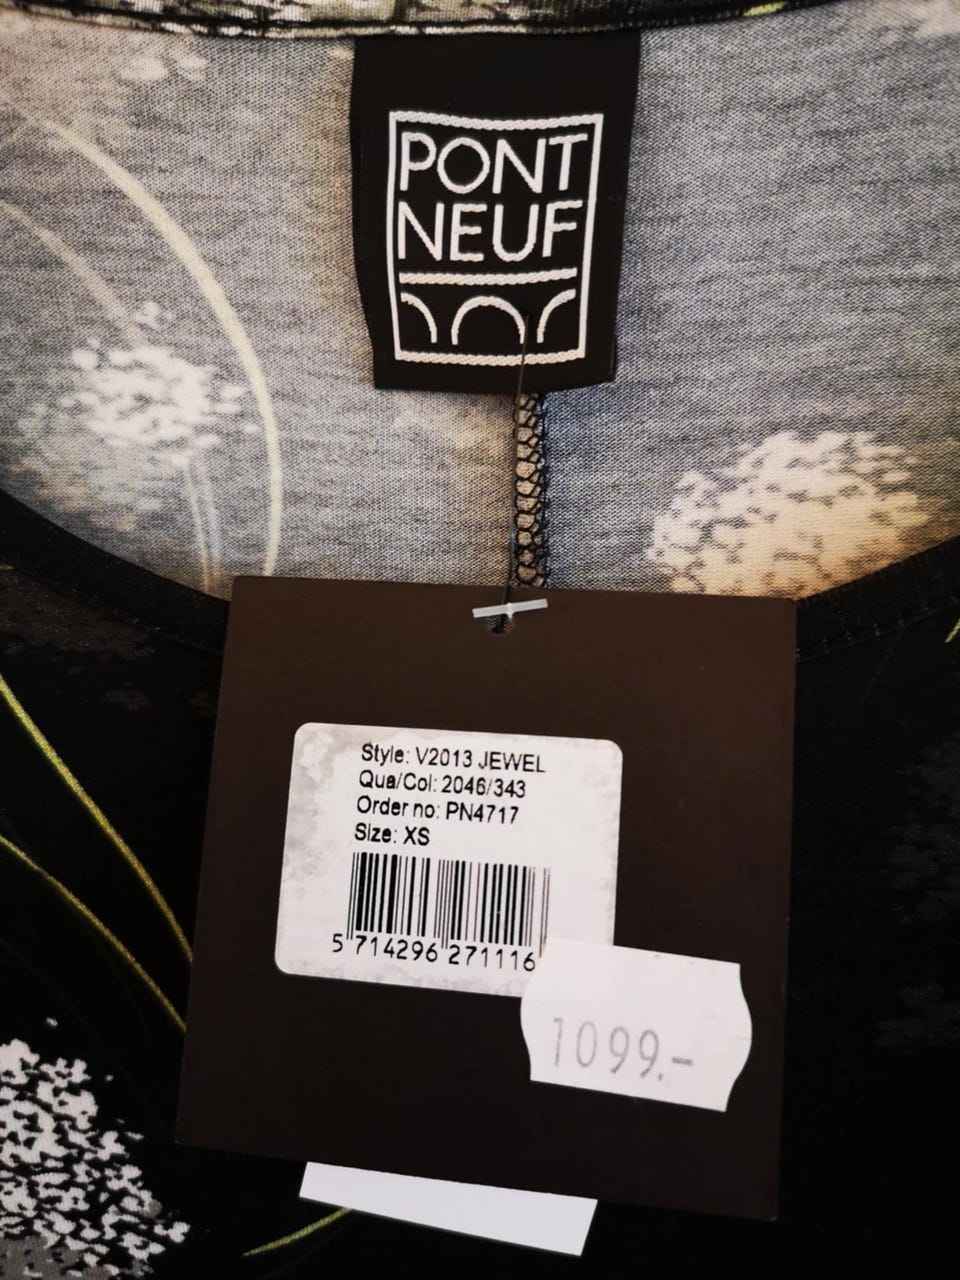 PONT
NEUF
Style: V2013 JEWEL
Qua/Col: 2046/343
Order no: PN4717
Size: XS
5 714296 271116
1099.-